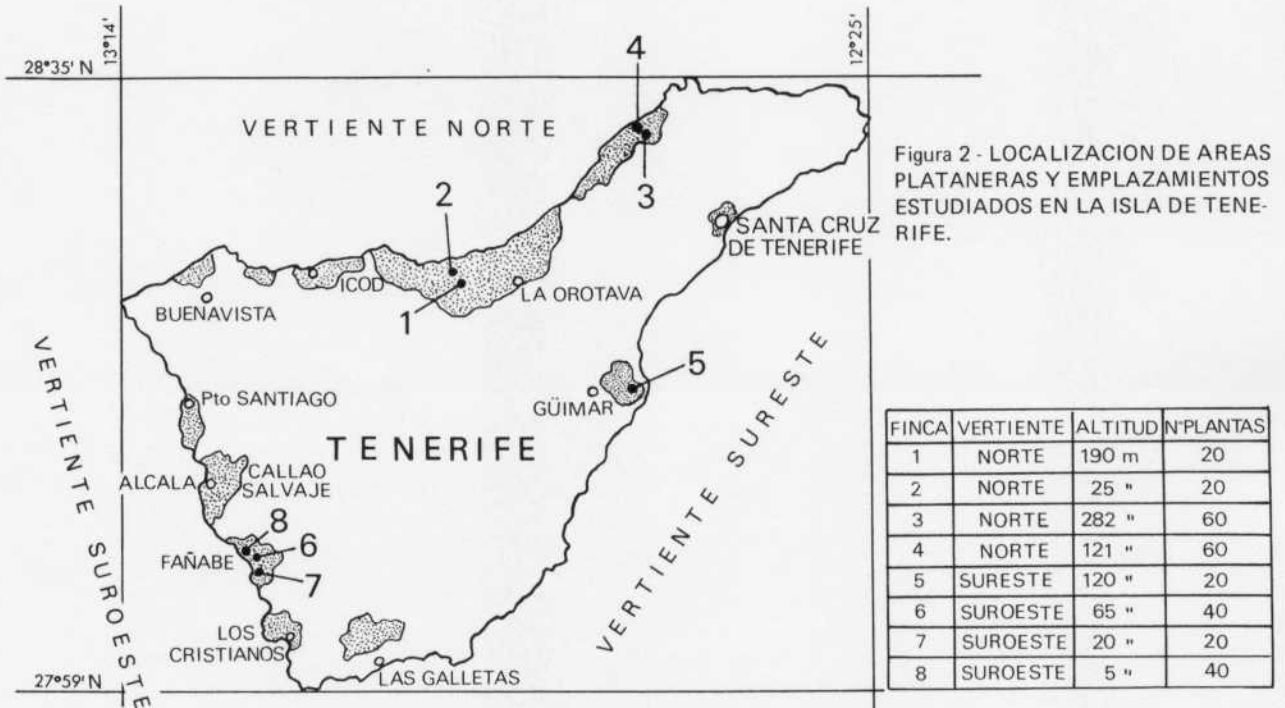 13°14'
12°25'
28°35' N
4
VERTIENTE NORTE
3
2
Figura 2 - LOCALIZACION DE AREAS
PLATANERAS Y EMPLAZAMIENTOS
ESTUDIADOS EN LA ISLA DE TENE-
RIFE.
SANTA CRUZ
DE TENERIFE
ICOD
LA OROTAVA
BUENAVISTA
1
VERTIENTE SUROESTE
5
GÜIMAR
Pto SANTIAGO
TENERIFE
VERTIENTE SURESTE
ALCALA
CALLAO
SALVAJE
8
6
FAÑABE
7
LOS
CRISTIANOS
LAS GALLETAS
27°59' N
FINCA VERTIENTE ALTITUD N°PLANTAS
1 NORTE 190 m 20
2 NORTE 25 " 20
3 NORTE 282 " 60
4 NORTE 121 " 60
5 SURESTE 120 " 20
6 SUROESTE 65 " 40
7 SUROESTE 20 " 20
8 SUROESTE 5 " 40